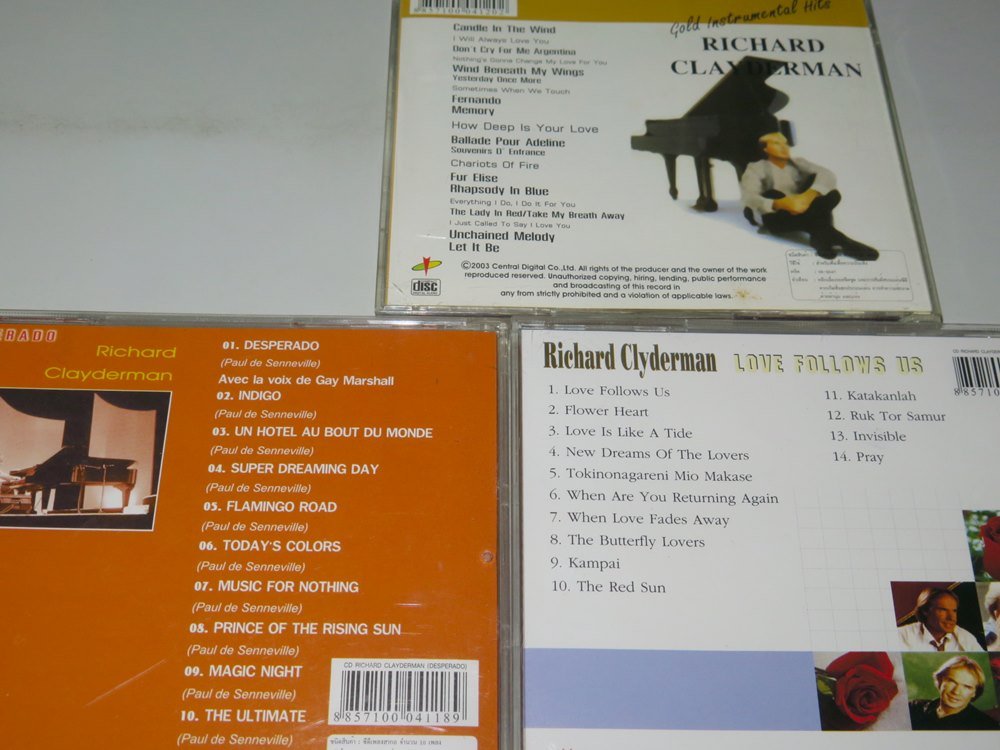 Candle In The Wind
I Will Always Love You
Don't Cry For Me Argentina
Nothing's Gonna Change My Love For You
Wind Beneath My Wings
Yesterday Once More
Sometimes When We Touch
Fernando
Memory
How Deep Is Your Love
Ballade Pour Adeline
Souvenirs D' Enfrance
Chariots Of Fire
Fur Elise
Rhapsody In Blue
Everything I Do, I Do It For You
The Lady In Red/Take My Breath Away
I Just Called To Say I Love You
Unchained Melody
Let It Be
Gold Instrumental Hits
RICHARD
CLAYDERMAN
©2003 Central Digital Co.,Ltd. All rights of the producer and the owner of the work
reproduced reserved. Unauthorized copying, hiring, lending, public performance
and broadcasting of this record in
any from strictly prohibited and a violation of applicable laws.
disc
ERADO
Richard
Clayderman
01. DESPERADO
(Paul de Senneville)
Avec la voix de Gay Marshall
02. INDIGO
(Paul de Senneville)
03. UN HOTEL AU BOUT DU MONDE
(Paul de Senneville)
04. SUPER DREAMING DAY
(Paul de Senneville)
05. FLAMINGO ROAD
(Paul de Senneville)
06. TODAY'S COLORS
(Paul de Senneville)
07. MUSIC FOR NOTHING
(Paul de Senneville)
08. PRINCE OF THE RISING SUN
(Paul de Senneville)
09. MAGIC NIGHT
(Paul de Senneville)
10. THE ULTIMATE
(Paul de Senneville)
CD RICHARD CLAYDERMAN (DESPERADO)
8 857100 041189
Richard Clyderman LOVE FOLLOWS US
1. Love Follows Us
2. Flower Heart
3. Love Is Like A Tide
4. New Dreams Of The Lovers
5. Tokinonagareni Mio Makase
6. When Are You Returning Again
7. When Love Fades Away
8. The Butterfly Lovers
9. Kampai
10. The Red Sun
11. Katakanlah
12. Ruk Tor Samur
13. Invisible
14. Pray
CD RICHARD CLAYDER
8 85710